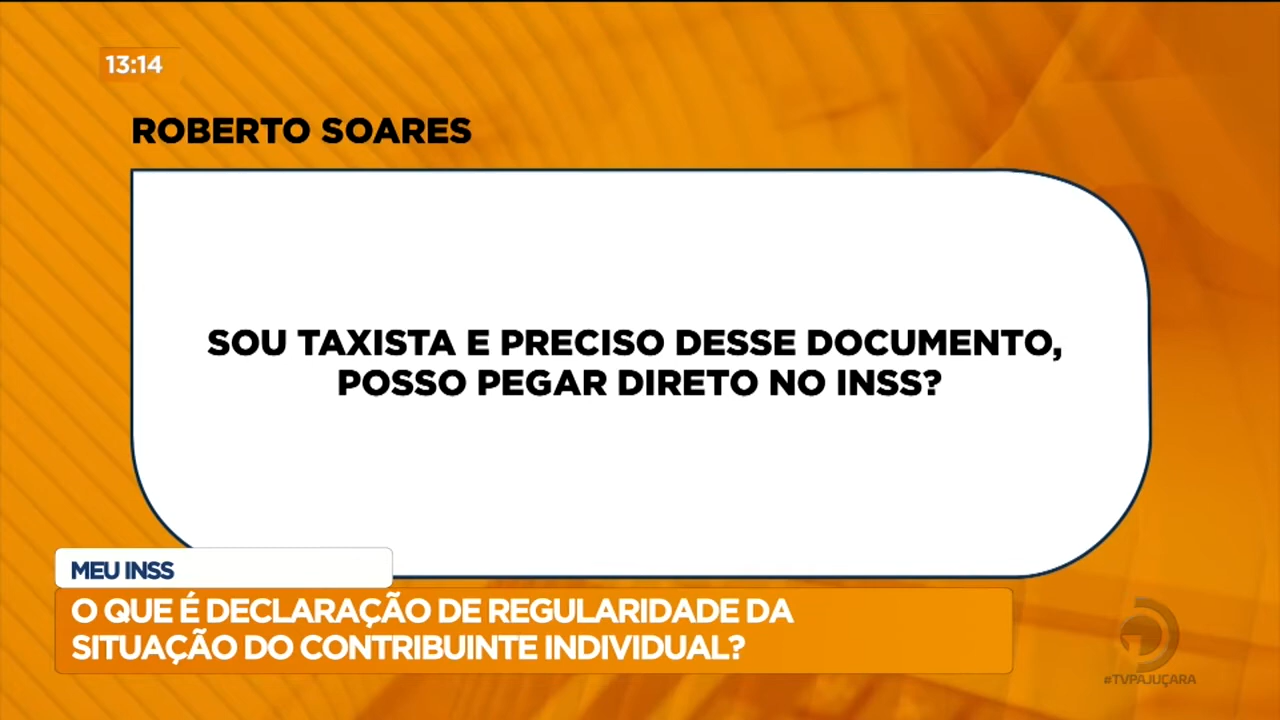 13:14
ROBERTO SOARES
SOU TAXISTA E PRECISO DESSE DOCUMENTO,
POSSO PEGAR DIRETO NO INSS?
MEU INSS
O QUE É DECLARAÇÃO DE REGULARIDADE DA
SITUAÇÃO DO CONTRIBUINTE INDIVIDUAL?
#TVPAJUÇARA